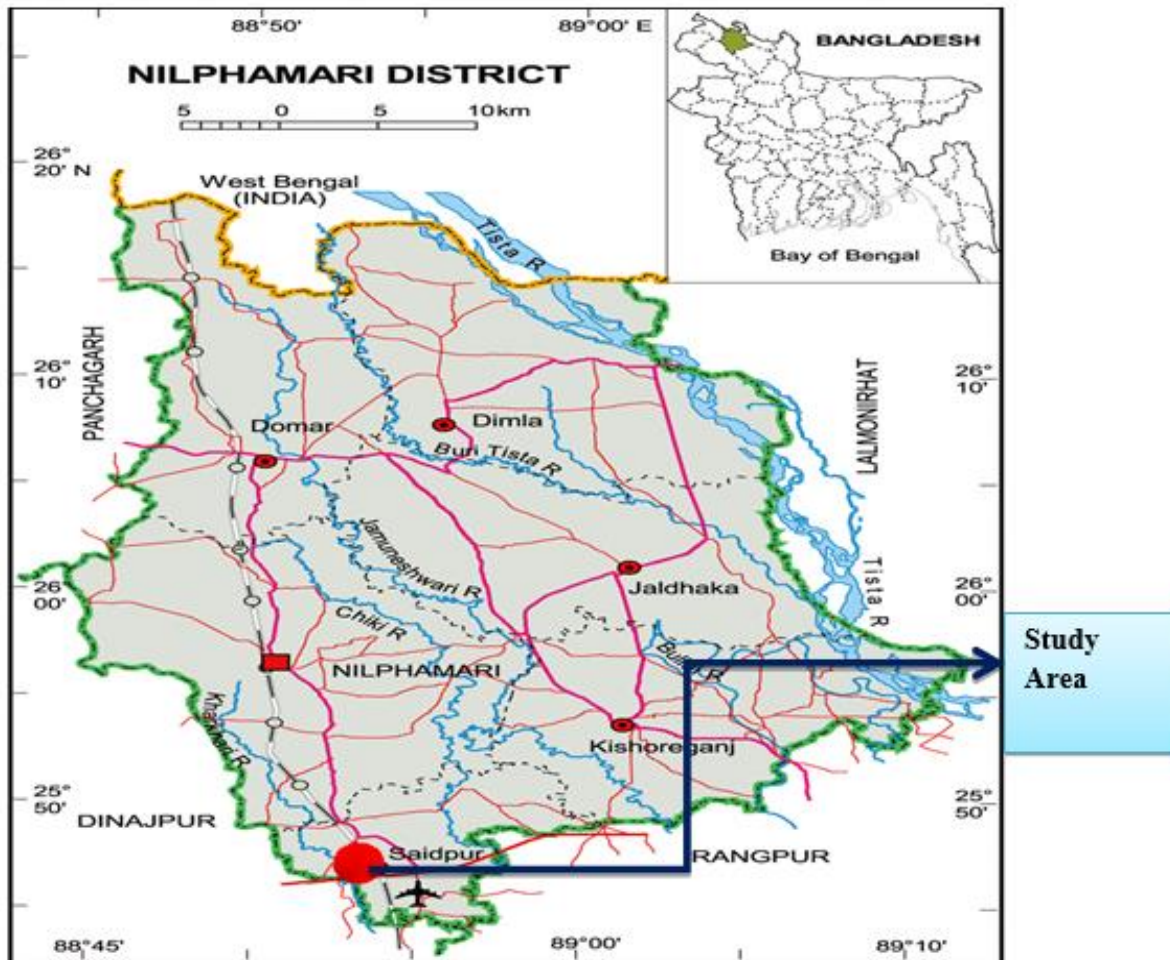 88°50'
89°00' E
BANGLADESH
NILPHAMARI DISTRICT
5 0 5 10km
26°
20' N
West Bengal
(INDIA)
Tista R
Bay of Bengal
PANCHAGARH
26°
10'
26°
10'
LALMONIRHAT
Domar
Dimla
Buri Tista R
Jamuneshwari R
Jaldhaka
26°
00'
26°
00'
Tista R
Chiki R
Study
Area
NILPHAMARI
R
Kishoreganj
R
25°
50'
25°
50'
DINAJPUR
Saidpur
RANGPUR
88°45'
89°00'
89°10'